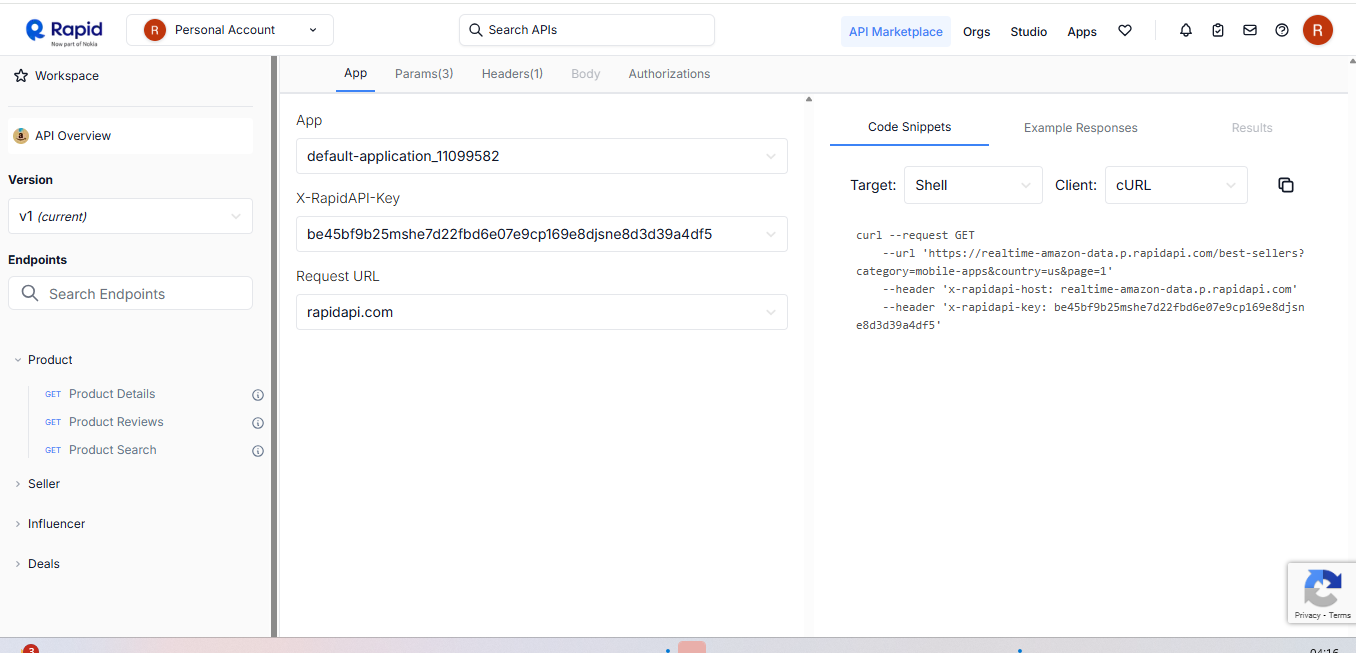 Rapid
Now part of Nokia
R
Personal Account
Search APIs
API Marketplace
Orgs
Studio
Apps
R
Workspace
App
Params(3)
Headers(1)
Body
Authorizations
API Overview
Version
v1 (current)
Endpoints
Search Endpoints
Product
GET Product Details
GET Product Reviews
GET Product Search
Seller
Influencer
Deals
App
default-application_11099582
X-RapidAPI-Key
be45bf9b25mshe7d22fbd6e07e9cp169e8djsne8d3d39a4df5
Request URL
rapidapi.com
Code Snippets
Example Responses
Results
Target: Shell
Client: cURL
curl --request GET
--url 'https://realtime-amazon-data.p.rapidapi.com/best-sellers?
category=mobile-apps&country=us&page=1'
--header 'x-rapidapi-host: realtime-amazon-data.p.rapidapi.com'
--header 'x-rapidapi-key: be45bf9b25mshe7d22fbd6e07e9cp169e8djsn
e8d3d39a4df5'
Privacy - Terms
3
04:16